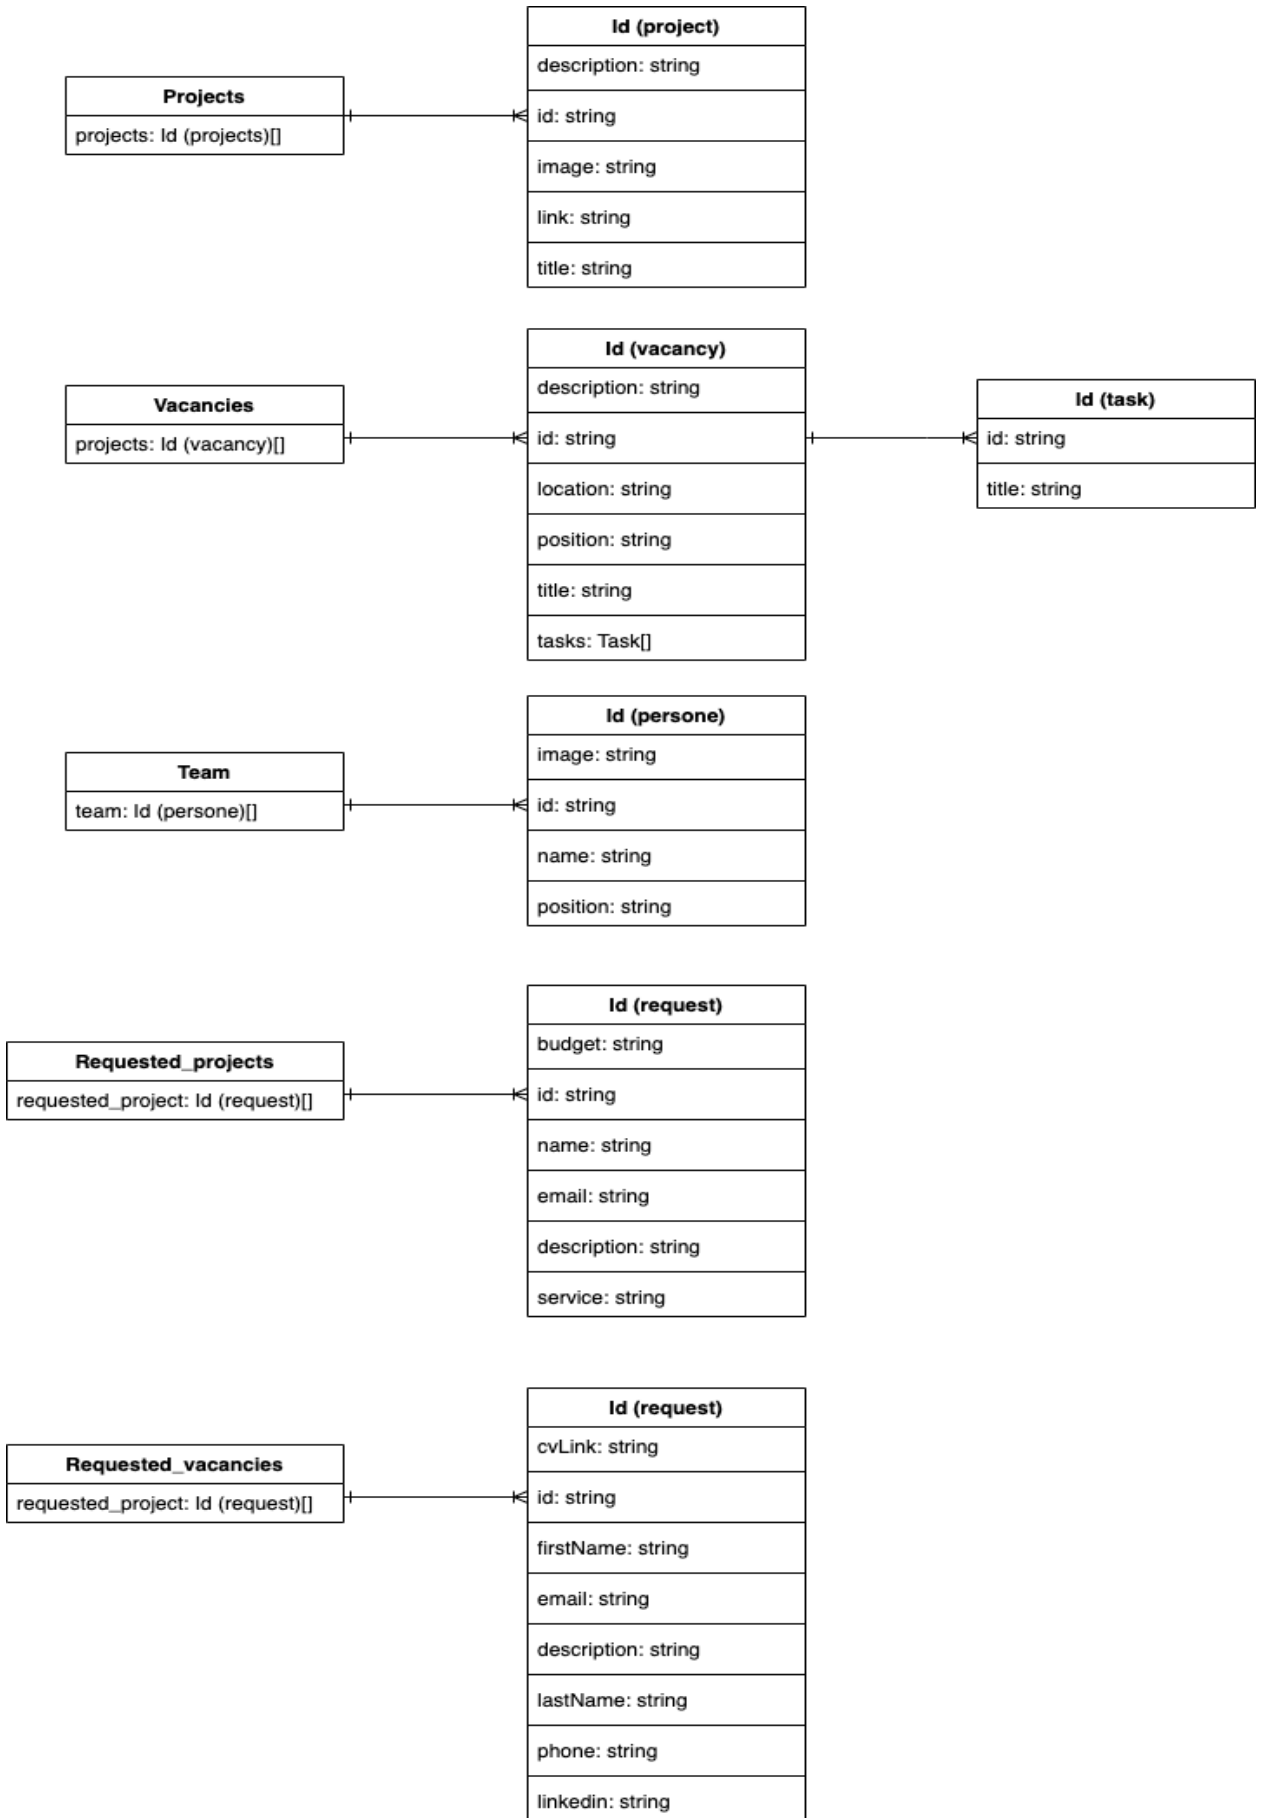 Projects
projects: Id (projects)[]
Id (project)
description: string
id: string
image: string
link: string
title: string
Vacancies
projects: Id (vacancy)[]
Id (vacancy)
description: string
id: string
location: string
position: string
title: string
tasks: Task[]
Id (task)
id: string
title: string
Team
team: Id (persone)[]
Id (persone)
image: string
id: string
name: string
position: string
Requested_projects
requested_project: Id (request)[]
Id (request)
budget: string
id: string
name: string
email: string
description: string
service: string
Requested_vacancies
requested_project: Id (request)[]
Id (request)
cvLink: string
id: string
firstName: string
email: string
description: string
lastName: string
phone: string
linkedin: string